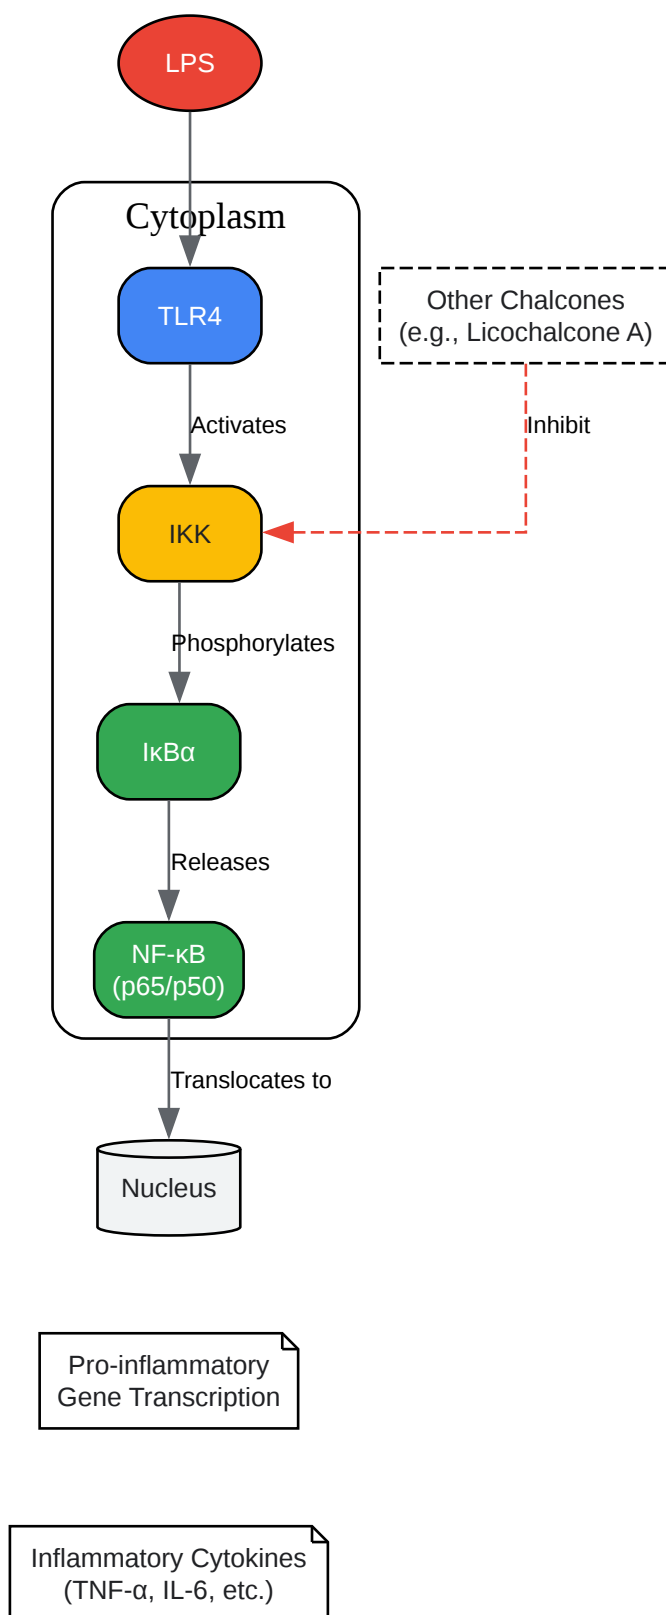 LPS
Cytoplasm
TLR4
Other Chalcones
(e.g., Licochalcone A)
Activates
Inhibit
IKK
Phosphorylates
IκBα
Releases
NF-κB
(p65/p50)
Translocates to
Nucleus
Pro-inflammatory
Gene Transcription
Inflammatory Cytokines
(TNF-α, IL-6, etc.)